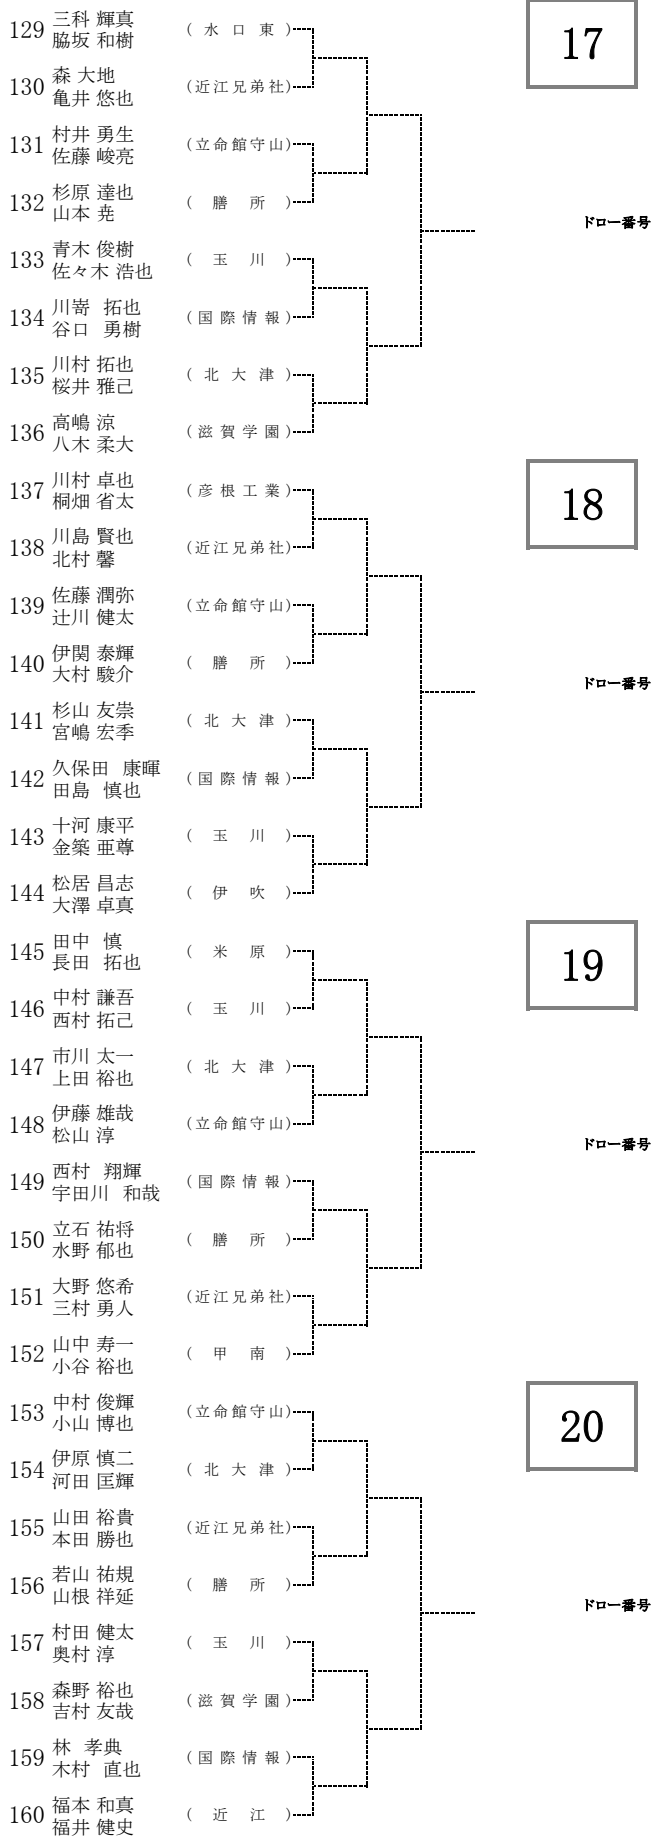 129 三科 輝真 (水口東)
脇坂 和樹
17
130 森 大地 (近江兄弟社)
亀井 悠也
131 村井 勇生 (立命館守山)
佐藤 峻亮
132 杉原 達也 (膳所)
山本 尭
ドロー番号
133 青木 俊樹 (玉川)
佐々木 浩也
134 川嵜 拓也 (国際情報)
谷口 勇樹
135 川村 拓也 (北大津)
桜井 雅己
136 高嶋 涼 (滋賀学園)
八木 柔大
137 川村 卓也 (彦根工業)
桐畑 省太
18
138 川島 賢也 (近江兄弟社)
北村 馨
139 佐藤 潤弥 (立命館守山)
辻川 健太
140 伊関 泰輝 (膳所)
大村 駿介
ドロー番号
141 杉山 友崇 (北大津)
宮嶋 宏季
142 久保田 康暉 (国際情報)
田島 慎也
143 十河 康平 (玉川)
金築 亜尊
144 松居 昌志 (伊吹)
大澤 卓真
145 田中 慎 (米原)
長田 拓也
19
146 中村 謙吾 (玉川)
西村 拓己
147 市川 太一 (北大津)
上田 裕也
148 伊藤 雄哉 (立命館守山)
松山 淳
ドロー番号
149 西村 翔輝 (国際情報)
宇田川 和哉
150 立石 祐将 (膳所)
水野 郁也
151 大野 悠希 (近江兄弟社)
三村 勇人
152 山中 寿一 (甲南)
小谷 裕也
153 中村 俊輝 (立命館守山)
小山 博也
20
154 伊原 慎二 (北大津)
河田 匡輝
155 山田 裕貴 (近江兄弟社)
本田 勝也
156 若山 祐規 (膳所)
山根 祥延
ドロー番号
157 村田 健太 (玉川)
奥村 淳
158 森野 裕也 (滋賀学園)
吉村 友哉
159 林 孝典 (国際情報)
木村 直也
160 福本 和真 (近江)
福井 健史